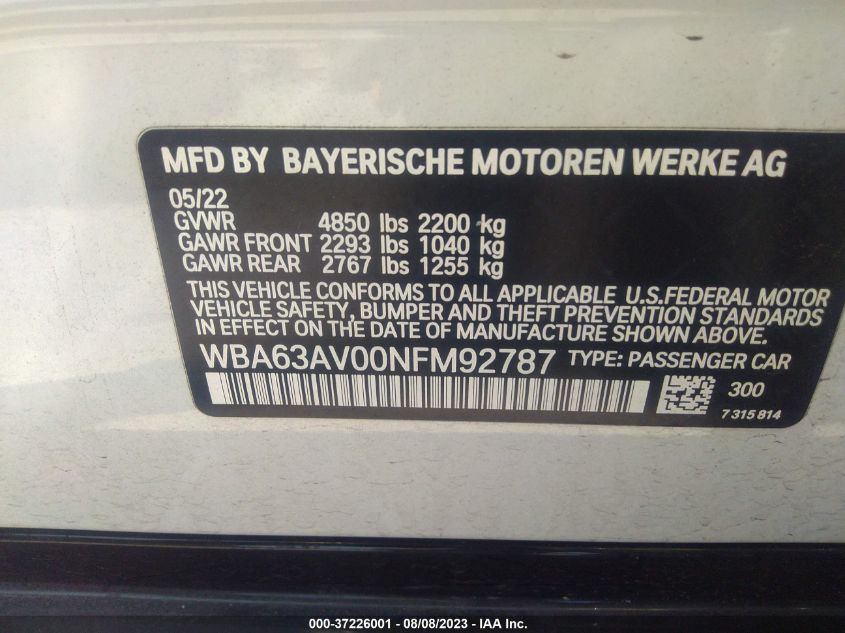 MFD BY BAYERISCHE MOTOREN WERKE AG
05/22
GVWR 4850 lbs 2200 kg
GAWR FRONT 2293 lbs 1040 kg
GAWR REAR 2767 lbs 1255 kg
THIS VEHICLE CONFORMS TO ALL APPLICABLE U.S.FEDERAL MOTOR
VEHICLE SAFETY, BUMPER AND THEFT PREVENTION STANDARDS
IN EFFECT ON THE DATE OF MANUFACTURE SHOWN ABOVE.
WBA63AV00NFM92787 TYPE: PASSENGER CAR
300
7 315 814
000-37226001 - 08/08/2023 - IAA Inc.